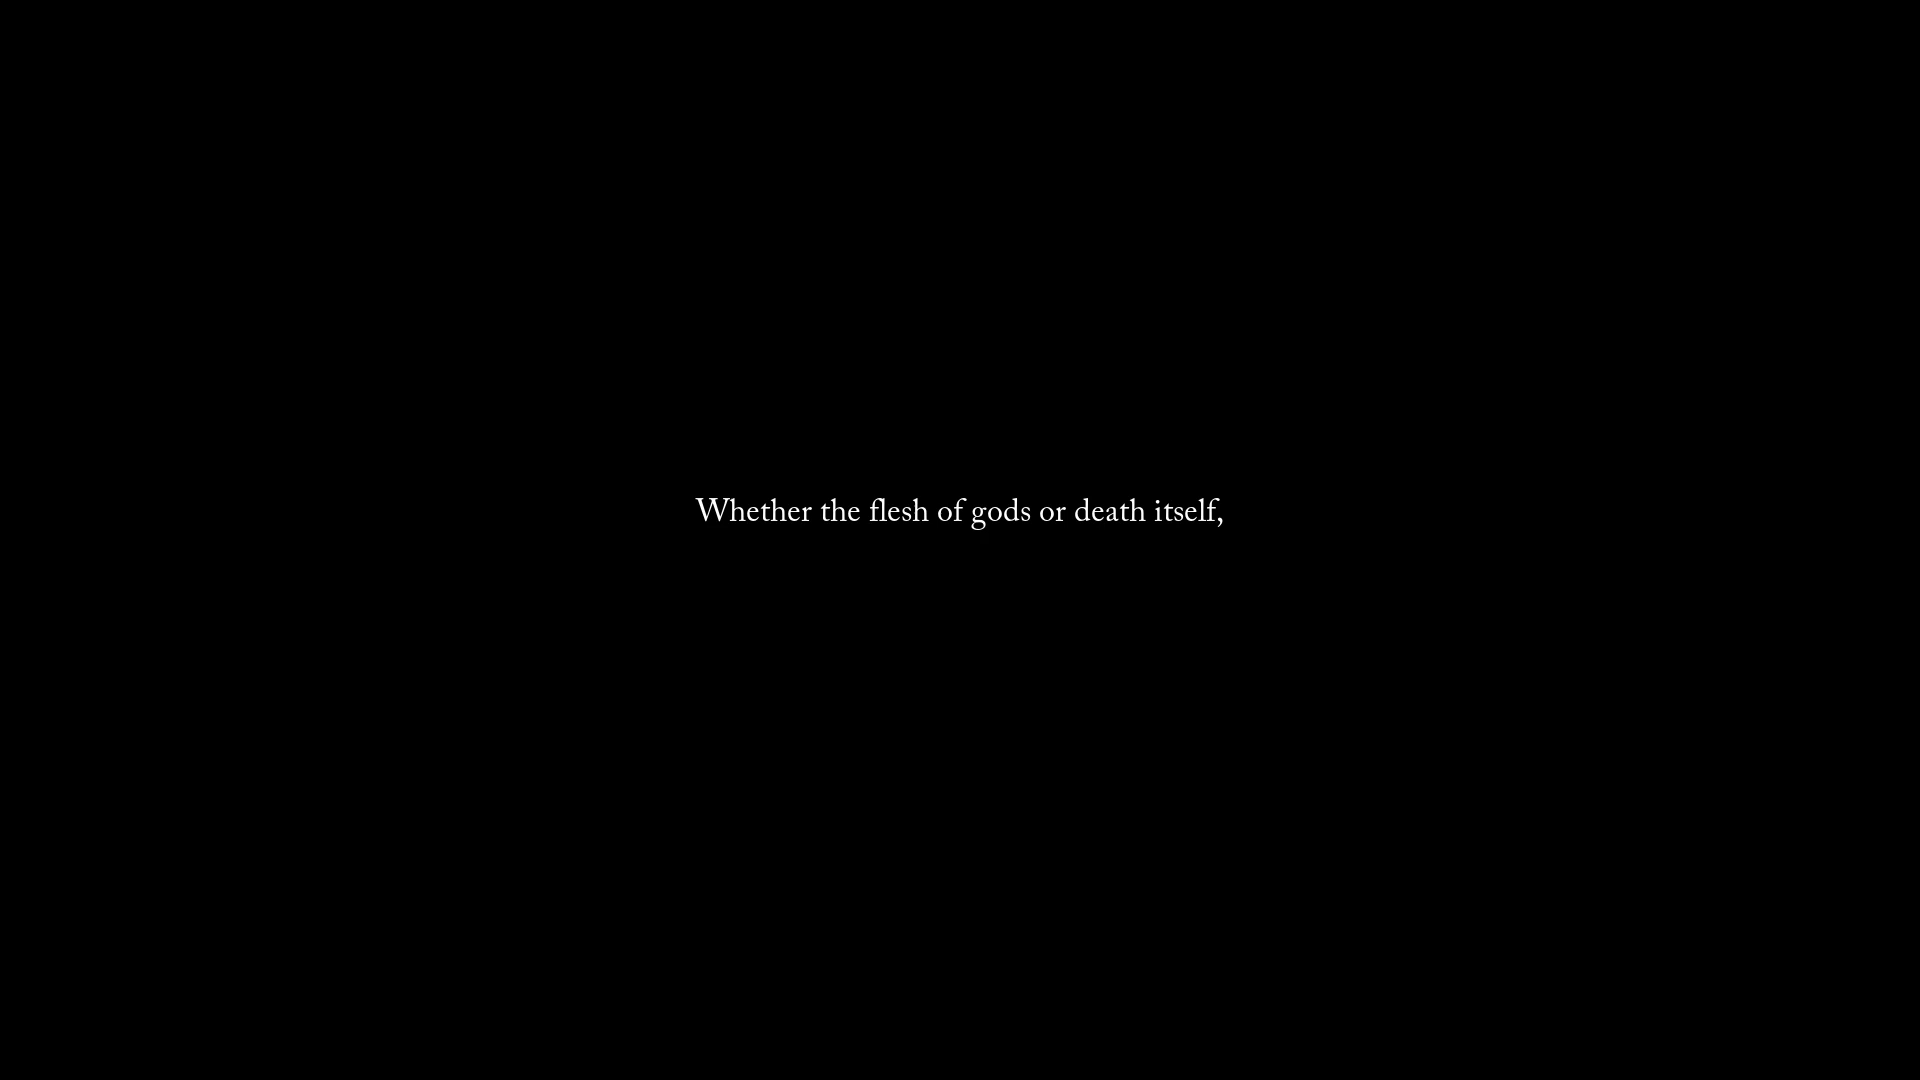 Whether the flesh of gods or death itself,